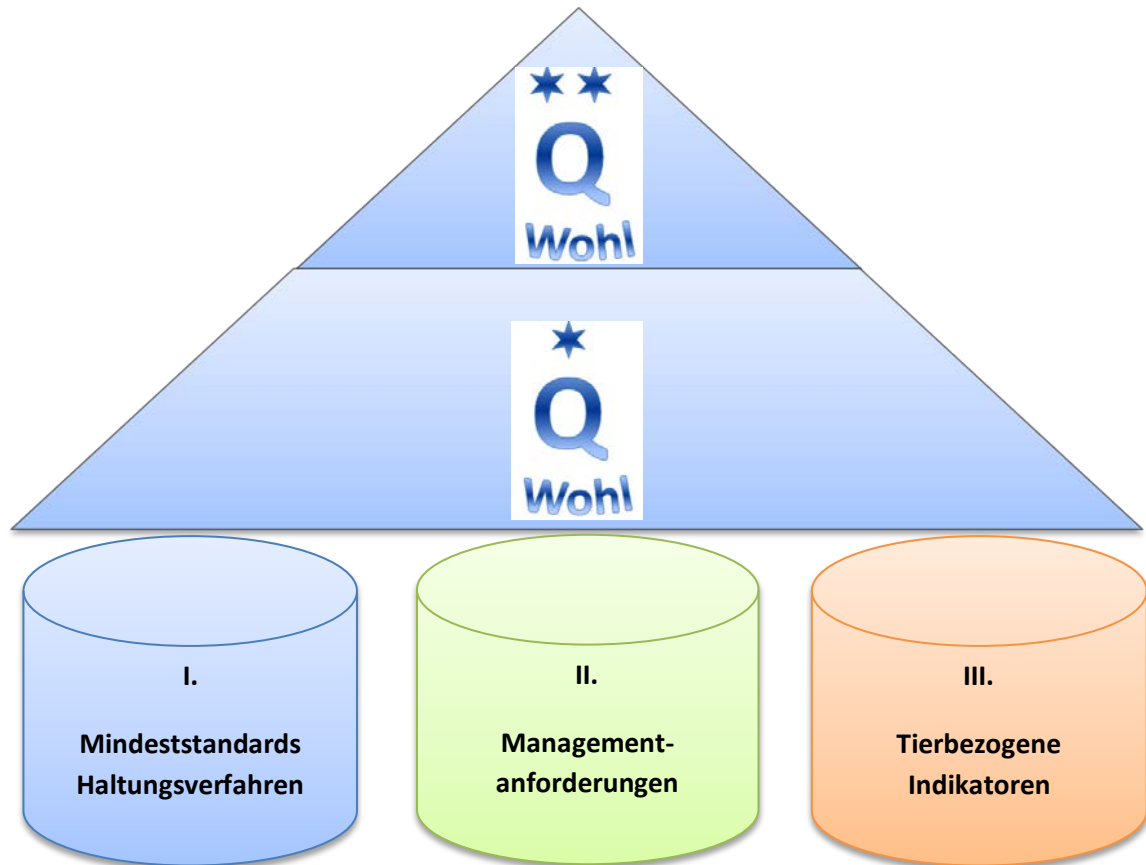 Q
Wohl
Q
Wohl
I.
Mindeststandards
Haltungsverfahren
II.
Management-
anforderungen
III.
Tierbezogene
Indikatoren